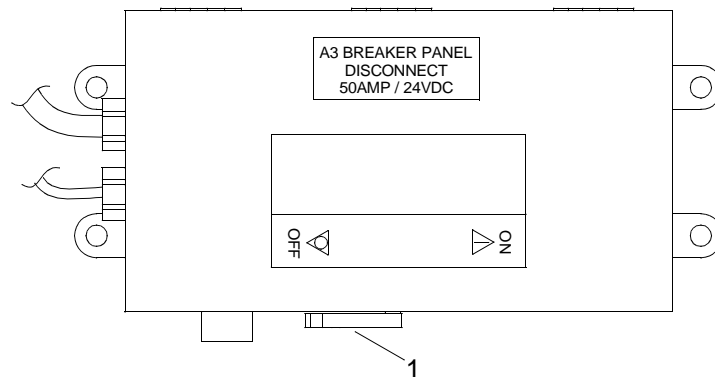 A3 BREAKER PANEL
DISCONNECT
50AMP / 24VDC
OFF
ON
1